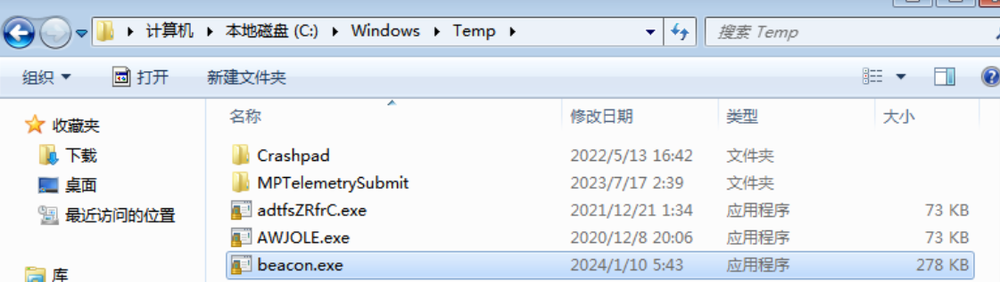 计算机 本地磁盘 (C:) Windows Temp 搜索 Temp
组织 打开 新建文件夹
名称 修改日期 类型 大小
收藏夹
下载
桌面
最近访问的位置
库
Crashpad 2022/5/13 16:42 文件夹
MPTelemetrySubmit 2023/7/17 2:39 文件夹
adtfsZRfrC.exe 2021/12/21 1:34 应用程序 73 KB
AWJOLE.exe 2020/12/8 20:06 应用程序 73 KB
beacon.exe 2024/1/10 5:43 应用程序 278 KB